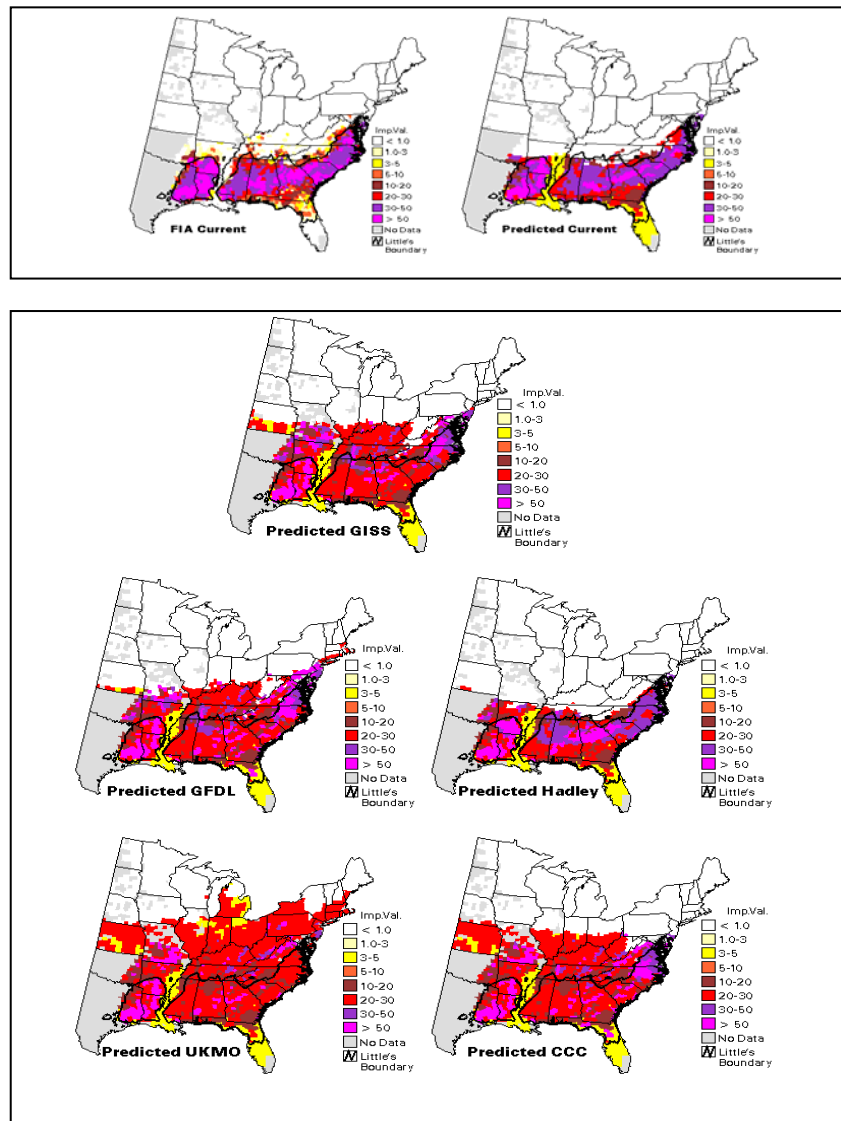 Imp.Val.
< 1.0
1.0-3
3-5
5-10
10-20
20-30
30-50
> 50
No Data
Little's
Boundary
FIA Current
Imp.Val.
< 1.0
1.0-3
3-5
5-10
10-20
20-30
30-50
> 50
No Data
Little's
Boundary
Predicted Current
Imp.Val.
< 1.0
1.0-3
3-5
5-10
10-20
20-30
30-50
> 50
No Data
Little's
Boundary
Predicted GISS
Imp.Val.
< 1.0
1.0-3
3-5
5-10
10-20
20-30
30-50
> 50
No Data
Little's
Boundary
Predicted GFDL
Imp.Val.
< 1.0
1.0-3
3-5
5-10
10-20
20-30
30-50
> 50
No Data
Little's
Boundary
Predicted Hadley
Imp.Val.
< 1.0
1.0-3
3-5
5-10
10-20
20-30
30-50
> 50
No Data
Little's
Boundary
Predicted UKMO
Imp.Val.
< 1.0
1.0-3
3-5
5-10
10-20
20-30
30-50
> 50
No Data
Little's
Boundary
Predicted CCC